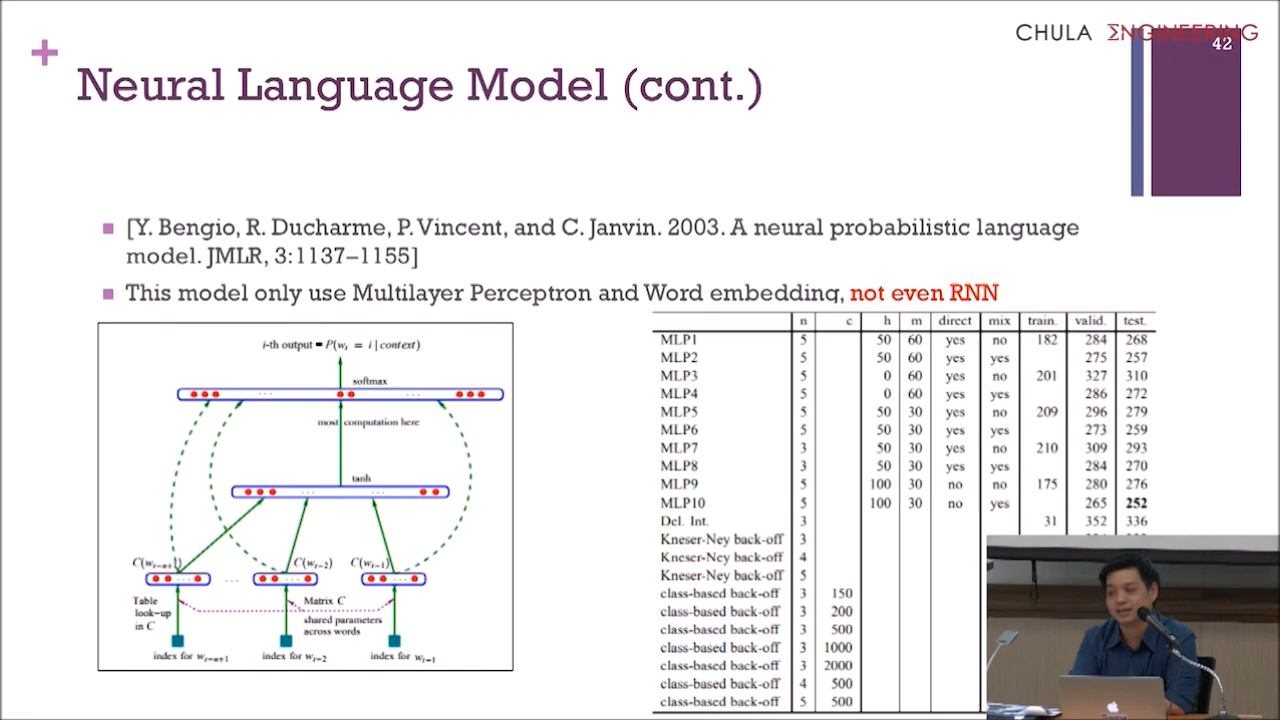 CHULA ΣNGINEERING
42
+
Neural Language Model (cont.)
[Y. Bengio, R. Ducharme, P. Vincent, and C. Janvin. 2003. A neural probabilistic language
model. JMLR, 3:1137–1155]
This model only use Multilayer Perceptron and Word embedding, not even RNN
i-th output = P(wₜ = i | context)
softmax
most computation here
tanh
C(wₜ₋ₙ₊₁) C(wₜ₋₂) C(wₜ₋₁)
Table
look-up
in C
Matrix C
shared parameters
across words
index for wₜ₋ₙ₊₁ index for wₜ₋₂ index for wₜ₋₁
n c h m direct mix train. valid. test.
MLP1 5 50 60 yes no 182 284 268
MLP2 5 50 60 yes yes 275 257
MLP3 5 0 60 yes no 201 327 310
MLP4 5 0 60 yes yes 286 272
MLP5 5 50 30 yes no 209 296 279
MLP6 5 50 30 yes yes 273 259
MLP7 3 50 30 yes no 210 309 293
MLP8 3 50 30 yes yes 284 270
MLP9 5 100 30 no no 175 280 276
MLP10 5 100 30 no yes 265 252
Del. Int. 3 31 352 336
Kneser-Ney back-off 3
Kneser-Ney back-off 4
Kneser-Ney back-off 5
class-based back-off 3 150
class-based back-off 3 200
class-based back-off 3 500
class-based back-off 3 1000
class-based back-off 3 2000
class-based back-off 4 500
class-based back-off 5 500